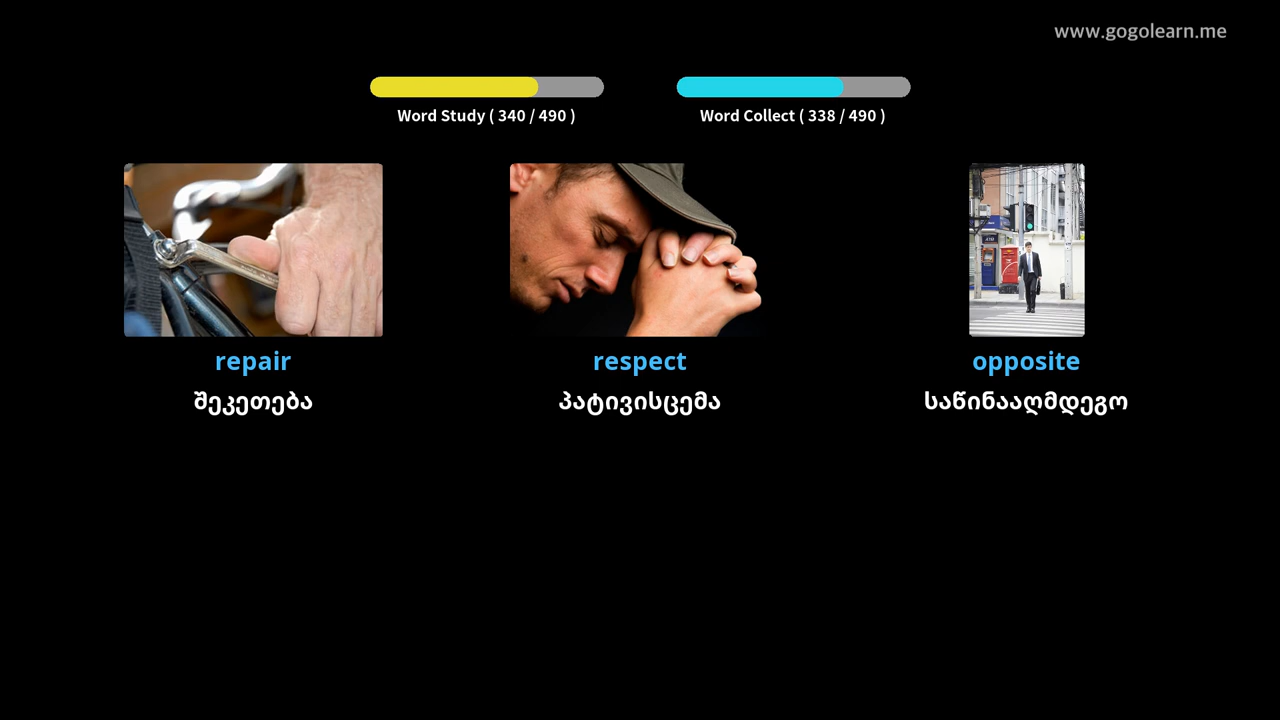 www.gogolearn.me
Word Study ( 340 / 490 )
Word Collect ( 338 / 490 )
repair
respect
opposite
შეკეთება
პატივისცემა
საწინააღმდეგო